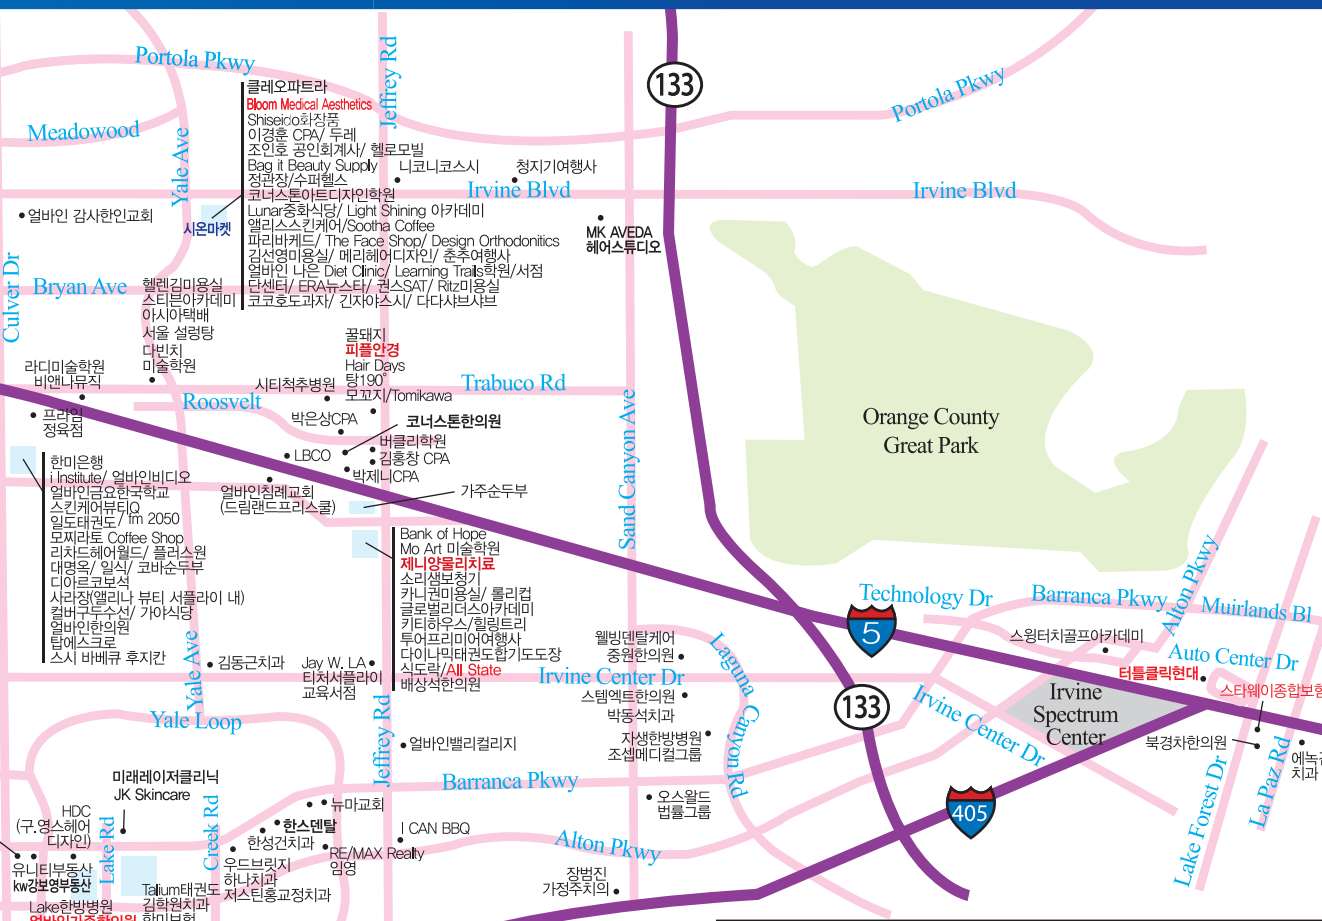 Portola Pkwy
Jeffrey Rd
133
Portola Pkwy
Meadowood
Yale Ave
클레오파트라
Bloom Medical Aesthetics
Shiseido화장품
이경훈 CPA/ 두레
조인호 공인회계사/ 헬로모빌
Bag it Beauty Supply
정관장/수퍼헬스
코너스톤아트디자인학원
Lunar중화식당/ Light Shining 아카데미
앨리스스킨케어/Sootha Coffee
파리바게드/ The Face Shop/ Design Orthodonitics
김선영미용실/ 메리헤어디자인/ 춘추여행사
얼바인 나은 Diet Clinic/ Learning Trails학원/서점
단센터/ ERA뉴스타/ 권스SAT/ Ritz미용실
코코호도과자/ 긴자야스시/ 다다샤브샤브
니코니코스시
청지기여행사
Irvine Blvd
Irvine Blvd
얼바인 감사한인교회
시온마켓
MK AVEDA
헤어스튜디오
Culver Dr
Bryan Ave
헬렌김미용실
스티븐아카데미
아시아택배
서울 설렁탕
다빈치
미술학원
꿀돼지
피플안경
Hair Days
탕190°
모꼬지/Tomikawa
라디미술학원
비앤나뮤직
시티척추병원
Trabuco Rd
Roosvelt
프라임
정육점
박은상CPA
코너스톤한의원
버클리학원
김홍창 CPA
LBCO
박제니CPA
Sand Canyon Ave
Orange County
Great Park
한미은행
i Institute/ 얼바인비디오
얼바인금요한국학교
스킨케어뷰티Q
일도태권도/ fm 2050
모찌라토 Coffee Shop
리차드헤어월드/ 플러스원
대명옥/ 일식/ 코바순두부
디아르코보석
사라장(앨리나 뷰티 서플라이 내)
컬버구두수선/ 가야식당
얼바인한의원
탑에스크로
스시 바베큐 후지칸
얼바인침례교회
(드림랜드프리스쿨)
가주순두부
Bank of Hope
Mo Art 미술학원
제니양물리치료
소리샘보청기
카니권미용실/ 롤리컵
글로벌리더스아카데미
키티하우스/힐링트리
투어프리미어여행사
다이나믹태권도합기도도장
식도락/All State
배상석한의원
Technology Dr
Barranca Pkwy
Alton Pkwy
Muirlands Bl
5
스윙터치골프아카데미
Auto Center Dr
터틀클릭현대
스타웨이종합보험
웰빙덴탈케어
중원한의원
Laguna Canyon Rd
Yale Ave
김동근치과
Jay W. LA
티처서플라이
교육서점
Irvine Center Dr
스템엑트한의원
박동석치과
자생한방병원
조셉메디컬그룹
133
Irvine Center Dr
Irvine
Spectrum
Center
북경차한의원
에녹
치과
Yale Loop
Jeffrey Rd
얼바인밸리컬리지
Barranca Pkwy
Lake Forest Dr
La Paz Rd
미래레이저클리닉
JK Skincare
HDC
(구.영스헤어
디자인)
Lake Rd
Creek Rd
뉴마교회
한스덴탈
한성건치과
I CAN BBQ
RE/MAX Realty
임영
오스왈드
법률그룹
405
Alton Pkwy
유니티부동산
kw강보영부동산
우드브릿지
하나치과
저스틴홍교정치과
장범진
가정주치의
Talium태권도
김학원치과
Lake한방병원